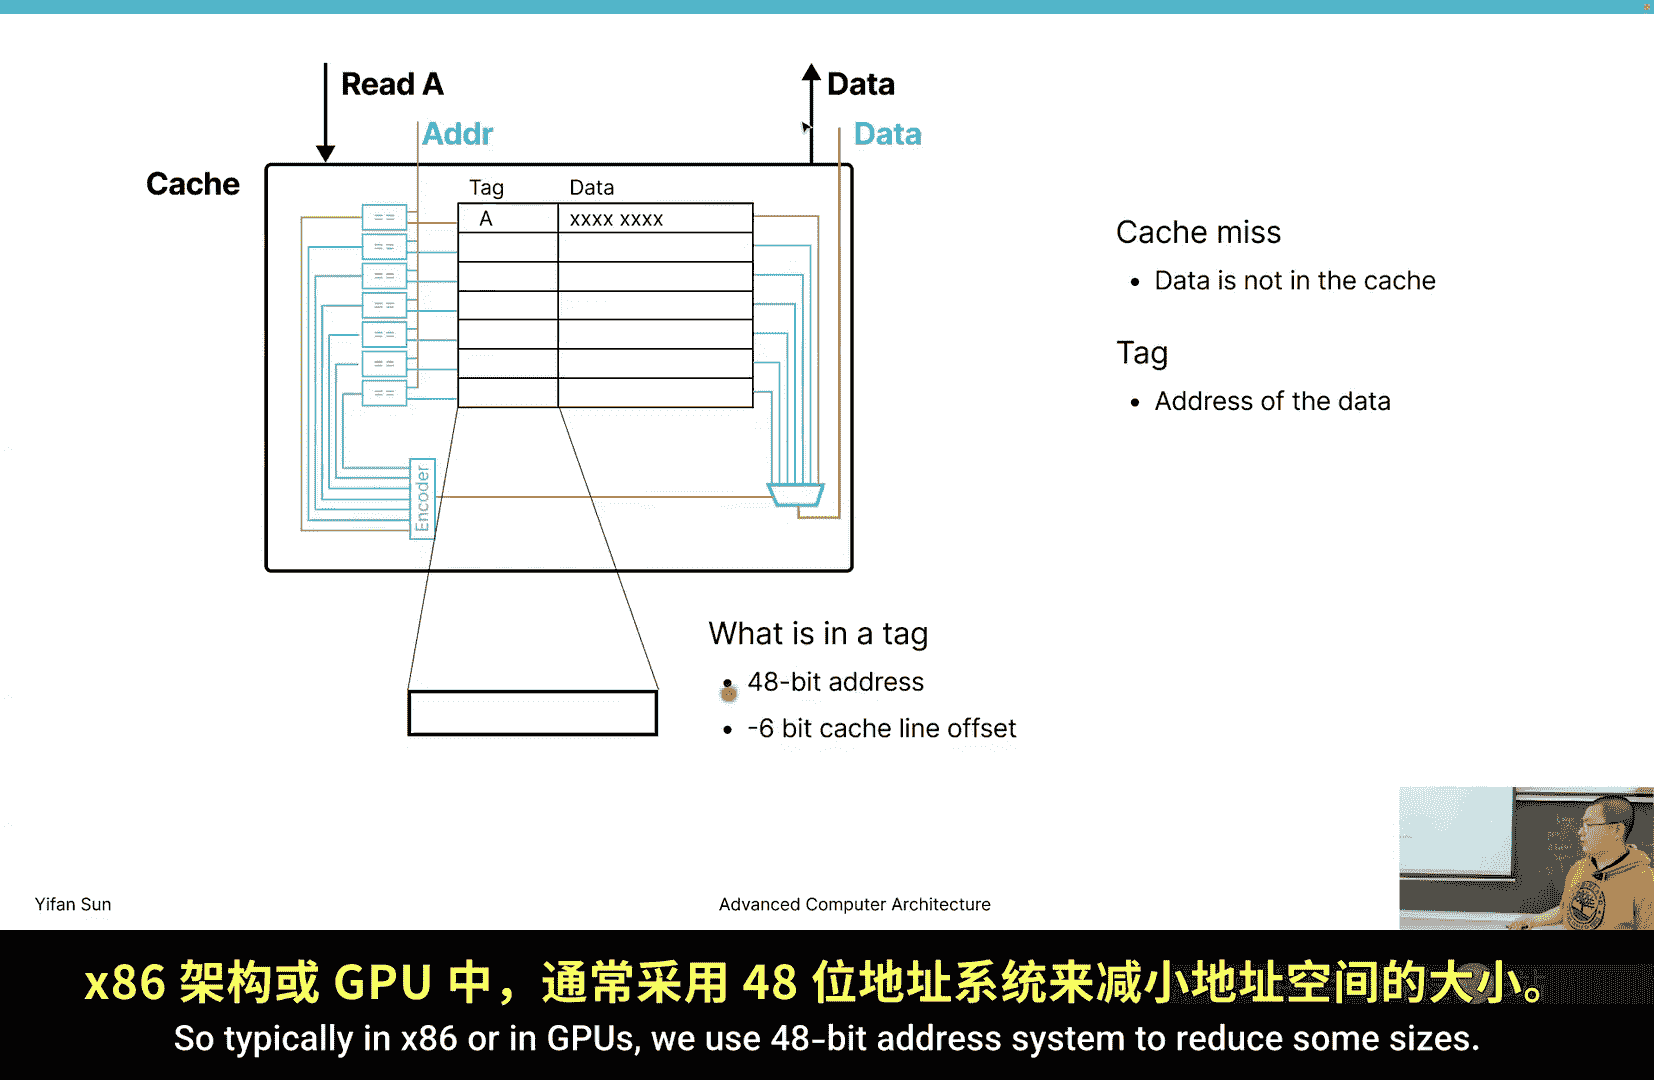 Read A
Data
Addr
Data
Cache
Tag
Data
A
xxxx xxxx
==
==
==
==
==
==
==
Encoder
Cache miss
• Data is not in the cache
Tag
• Address of the data
What is in a tag
• 48-bit address
• -6 bit cache line offset
Yifan Sun
Advanced Computer Architecture
x86 架构或 GPU 中，通常采用 48 位地址系统来减小地址空间的大小。
So typically in x86 or in GPUs, we use 48-bit address system to reduce some sizes.